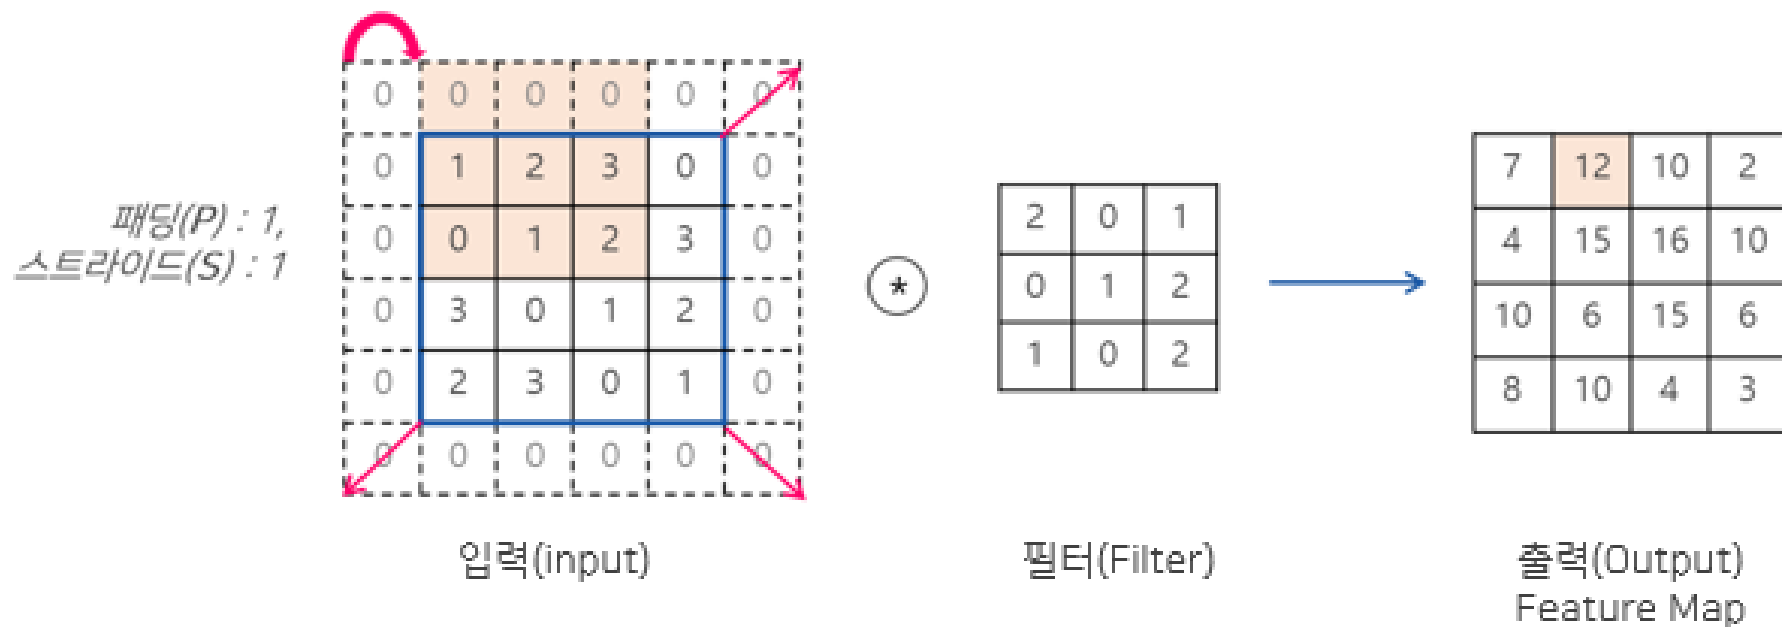 패딩(P) : 1,
스트라이드(S) : 1
0 0 0 0 0 0
0 1 2 3 0 0
0 0 1 2 3 0
0 3 0 1 2 0
0 2 3 0 1 0
0 0 0 0 0 0
입력(input)
*
2 0 1
0 1 2
1 0 2
필터(Filter)
7 12 10 2
4 15 16 10
10 6 15 6
8 10 4 3
출력(Output)
Feature Map